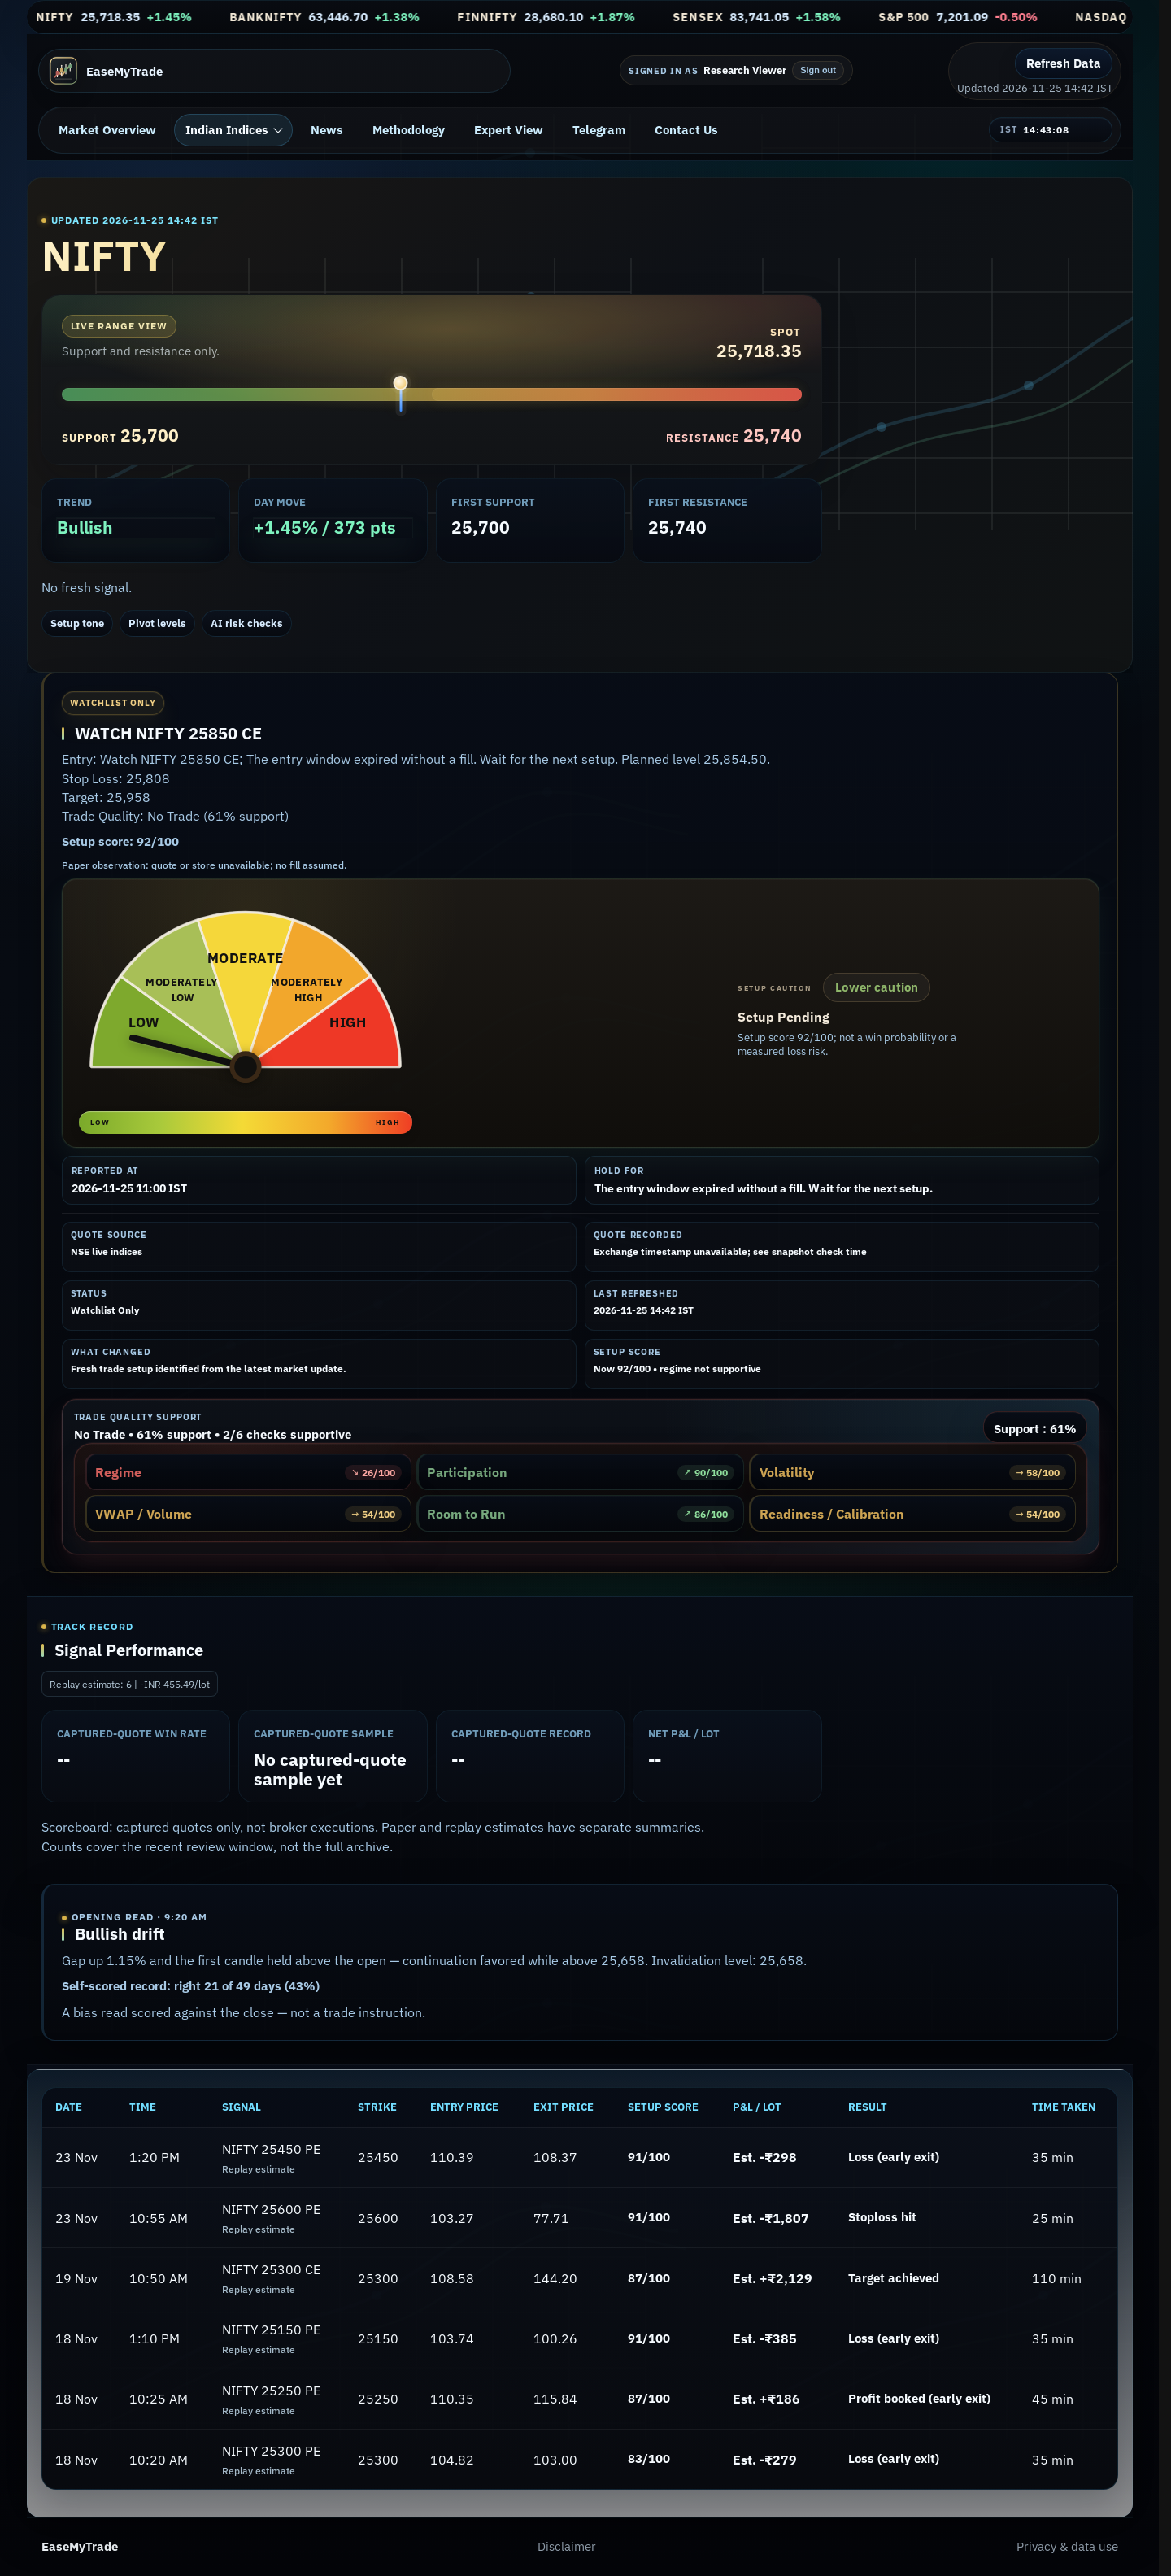 NIFTY 25,718.35 +1.45% BANKNIFTY 63,446.70 +1.38% FINNIFTY 28,680.10 +1.87% SENSEX 83,741.05 +1.58% S&P 500 7,201.09 -0.50% NASDAQ
EaseMyTrade
SIGNED IN AS Research Viewer Sign out
Refresh Data
Updated 2026-11-25 14:42 IST
Market Overview Indian Indices News Methodology Expert View Telegram Contact Us IST 14:43:08
UPDATED 2026-11-25 14:42 IST
NIFTY
LIVE RANGE VIEW
Support and resistance only.
SPOT
25,718.35
SUPPORT 25,700 RESISTANCE 25,740
TREND
Bullish
DAY MOVE
+1.45% / 373 pts
FIRST SUPPORT
25,700
FIRST RESISTANCE
25,740
No fresh signal.
Setup tone Pivot levels AI risk checks
WATCHLIST ONLY
WATCH NIFTY 25850 CE
Entry: Watch NIFTY 25850 CE; The entry window expired without a fill. Wait for the next setup. Planned level 25,854.50.
Stop Loss: 25,808
Target: 25,958
Trade Quality: No Trade (61% support)
Setup score: 92/100
Paper observation: quote or store unavailable; no fill assumed.
LOW
MODERATELY
LOW
MODERATE
MODERATELY
HIGH
HIGH
LOW HIGH
SETUP CAUTION Lower caution
Setup Pending
Setup score 92/100; not a win probability or a
measured loss risk.
REPORTED AT
2026-11-25 11:00 IST
HOLD FOR
The entry window expired without a fill. Wait for the next setup.
QUOTE SOURCE
NSE live indices
QUOTE RECORDED
Exchange timestamp unavailable; see snapshot check time
STATUS
Watchlist Only
LAST REFRESHED
2026-11-25 14:42 IST
WHAT CHANGED
Fresh trade setup identified from the latest market update.
SETUP SCORE
Now 92/100 • regime not supportive
TRADE QUALITY SUPPORT
No Trade • 61% support • 2/6 checks supportive
Support : 61%
Regime ↘ 26/100
Participation ↗ 90/100
Volatility → 58/100
VWAP / Volume → 54/100
Room to Run ↗ 86/100
Readiness / Calibration → 54/100
TRACK RECORD
Signal Performance
Replay estimate: 6 | -INR 455.49/lot
CAPTURED-QUOTE WIN RATE
--
CAPTURED-QUOTE SAMPLE
No captured-quote
sample yet
CAPTURED-QUOTE RECORD
--
NET P&L / LOT
--
Scoreboard: captured quotes only, not broker executions. Paper and replay estimates have separate summaries.
Counts cover the recent review window, not the full archive.
OPENING READ · 9:20 AM
Bullish drift
Gap up 1.15% and the first candle held above the open — continuation favored while above 25,658. Invalidation level: 25,658.
Self-scored record: right 21 of 49 days (43%)
A bias read scored against the close — not a trade instruction.
DATE TIME SIGNAL STRIKE ENTRY PRICE EXIT PRICE SETUP SCORE P&L / LOT RESULT TIME TAKEN
23 Nov 1:20 PM NIFTY 25450 PE 25450 110.39 108.37 91/100 Est. -₹298 Loss (early exit) 35 min
Replay estimate
23 Nov 10:55 AM NIFTY 25600 PE 25600 103.27 77.71 91/100 Est. -₹1,807 Stoploss hit 25 min
Replay estimate
19 Nov 10:50 AM NIFTY 25300 CE 25300 108.58 144.20 87/100 Est. +₹2,129 Target achieved 110 min
Replay estimate
18 Nov 1:10 PM NIFTY 25150 PE 25150 103.74 100.26 91/100 Est. -₹385 Loss (early exit) 35 min
Replay estimate
18 Nov 10:25 AM NIFTY 25250 PE 25250 110.35 115.84 87/100 Est. +₹186 Profit booked (early exit) 45 min
Replay estimate
18 Nov 10:20 AM NIFTY 25300 PE 25300 104.82 103.00 83/100 Est. -₹279 Loss (early exit) 35 min
Replay estimate
EaseMyTrade Disclaimer Privacy & data use